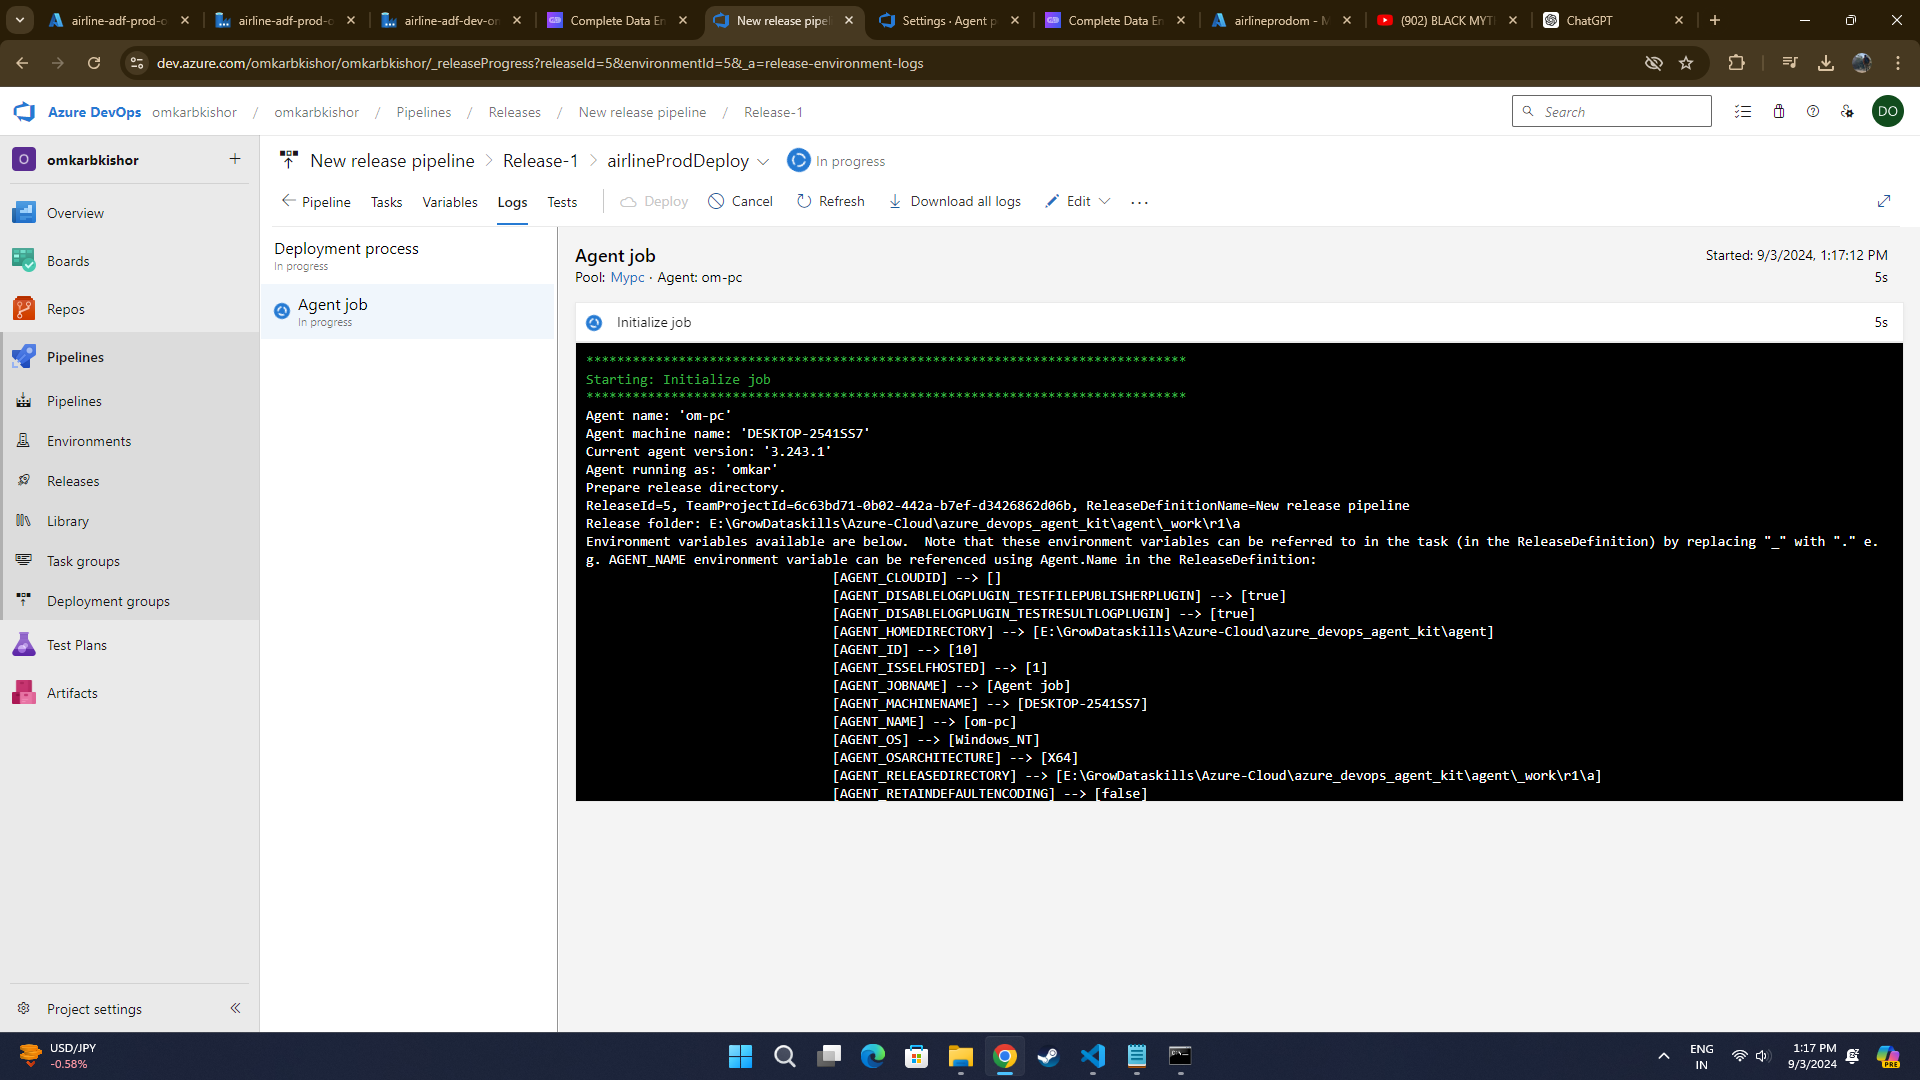 airline-adf-prod-o
airline-adf-prod-o
airline-adf-dev-on
Complete Data En
New release pipeli
Settings · Agent p
Complete Data En
airlineprodom - M
(902) BLACK MYTH
ChatGPT
dev.azure.com/omkarbkishor/omkarbkishor/_releaseProgress?releaseId=5&environmentId=5&_a=release-environment-logs
Azure DevOps omkarbkishor / omkarbkishor / Pipelines / Releases / New release pipeline / Release-1
Search
DO
O omkarbkishor +
Overview
Boards
Repos
Pipelines
Pipelines
Environments
Releases
Library
Task groups
Deployment groups
Test Plans
Artifacts
Project settings
New release pipeline > Release-1 > airlineProdDeploy In progress
Pipeline Tasks Variables Logs Tests Deploy Cancel Refresh Download all logs Edit ...
Deployment process
In progress
Agent job
In progress
Agent job
Pool: Mypc · Agent: om-pc
Started: 9/3/2024, 1:17:12 PM
5s
Initialize job 5s
******************************************************************************
Starting: Initialize job
******************************************************************************
Agent name: 'om-pc'
Agent machine name: 'DESKTOP-2541SS7'
Current agent version: '3.243.1'
Agent running as: 'omkar'
Prepare release directory.
ReleaseId=5, TeamProjectId=6c63bd71-0b02-442a-b7ef-d3426862d06b, ReleaseDefinitionName=New release pipeline
Release folder: E:\GrowDataskills\Azure-Cloud\azure_devops_agent_kit\agent\_work\r1\a
Environment variables available are below.  Note that these environment variables can be referred to in the task (in the ReleaseDefinition) by replacing "_" with "." e.
g. AGENT_NAME environment variable can be referenced using Agent.Name in the ReleaseDefinition:
[AGENT_CLOUDID] --> []
[AGENT_DISABLELOGPLUGIN_TESTFILEPUBLISHERPLUGIN] --> [true]
[AGENT_DISABLELOGPLUGIN_TESTRESULTLOGPLUGIN] --> [true]
[AGENT_HOMEDIRECTORY] --> [E:\GrowDataskills\Azure-Cloud\azure_devops_agent_kit\agent]
[AGENT_ID] --> [10]
[AGENT_ISSELFHOSTED] --> [1]
[AGENT_JOBNAME] --> [Agent job]
[AGENT_MACHINENAME] --> [DESKTOP-2541SS7]
[AGENT_NAME] --> [om-pc]
[AGENT_OS] --> [Windows_NT]
[AGENT_OSARCHITECTURE] --> [X64]
[AGENT_RELEASEDIRECTORY] --> [E:\GrowDataskills\Azure-Cloud\azure_devops_agent_kit\agent\_work\r1\a]
[AGENT_RETAINDEFAULTENCODING] --> [false]
USD/JPY
-0.58%
ENG
IN
1:17 PM
9/3/2024
PRE